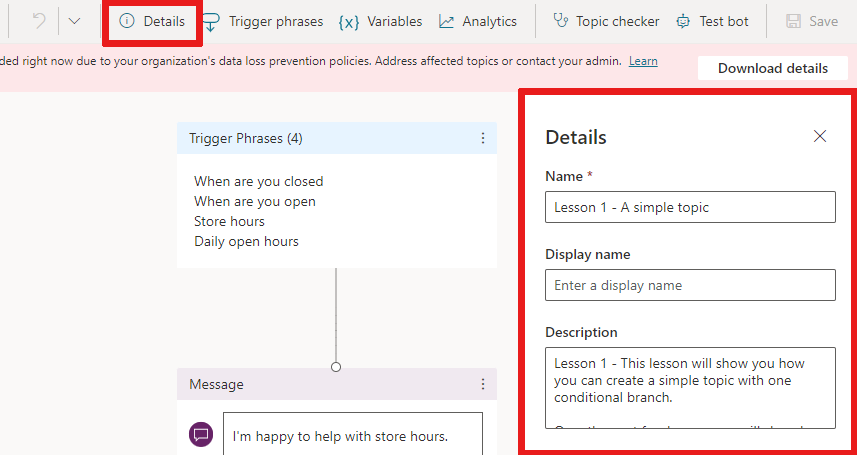 Details
Trigger phrases
{x} Variables
Analytics
Topic checker
Test bot
Save
ded right now due to your organization's data loss prevention policies. Address affected topics or contact your admin. Learn
Download details
Trigger Phrases (4)
When are you closed
When are you open
Store hours
Daily open hours
Message
I'm happy to help with store hours.
Details
Name *
Lesson 1 - A simple topic
Display name
Enter a display name
Description
Lesson 1 - This lesson will show you how
you can create a simple topic with one
conditional branch.